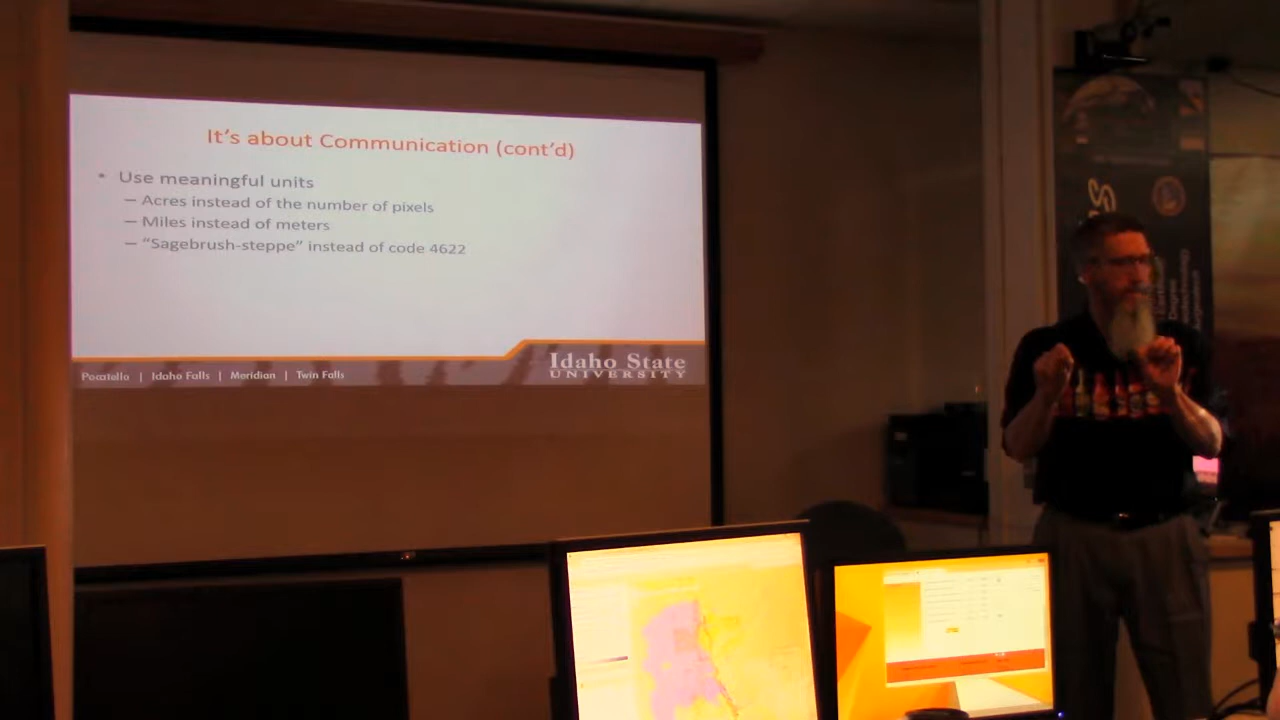 It's about Communication (cont'd)
• Use meaningful units
– Acres instead of the number of pixels
– Miles instead of meters
– “Sagebrush-steppe” instead of code 4622
Pocatello | Idaho Falls | Meridian | Twin Falls
Idaho State
UNIVERSITY